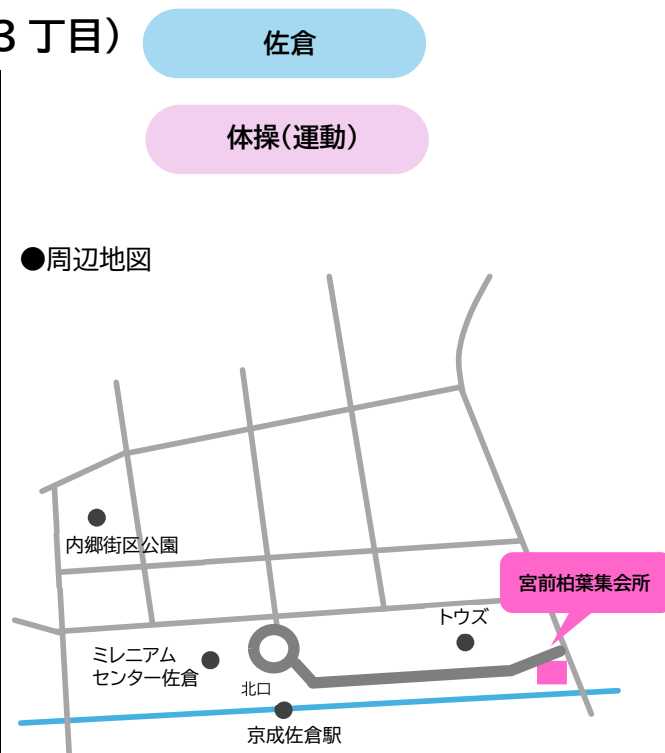 3丁目)
佐倉
体操(運動)
●周辺地図
内郷街区公園
宮前柏葉集会所
トウズ
ミレニアム
センター佐倉
北口
京成佐倉駅